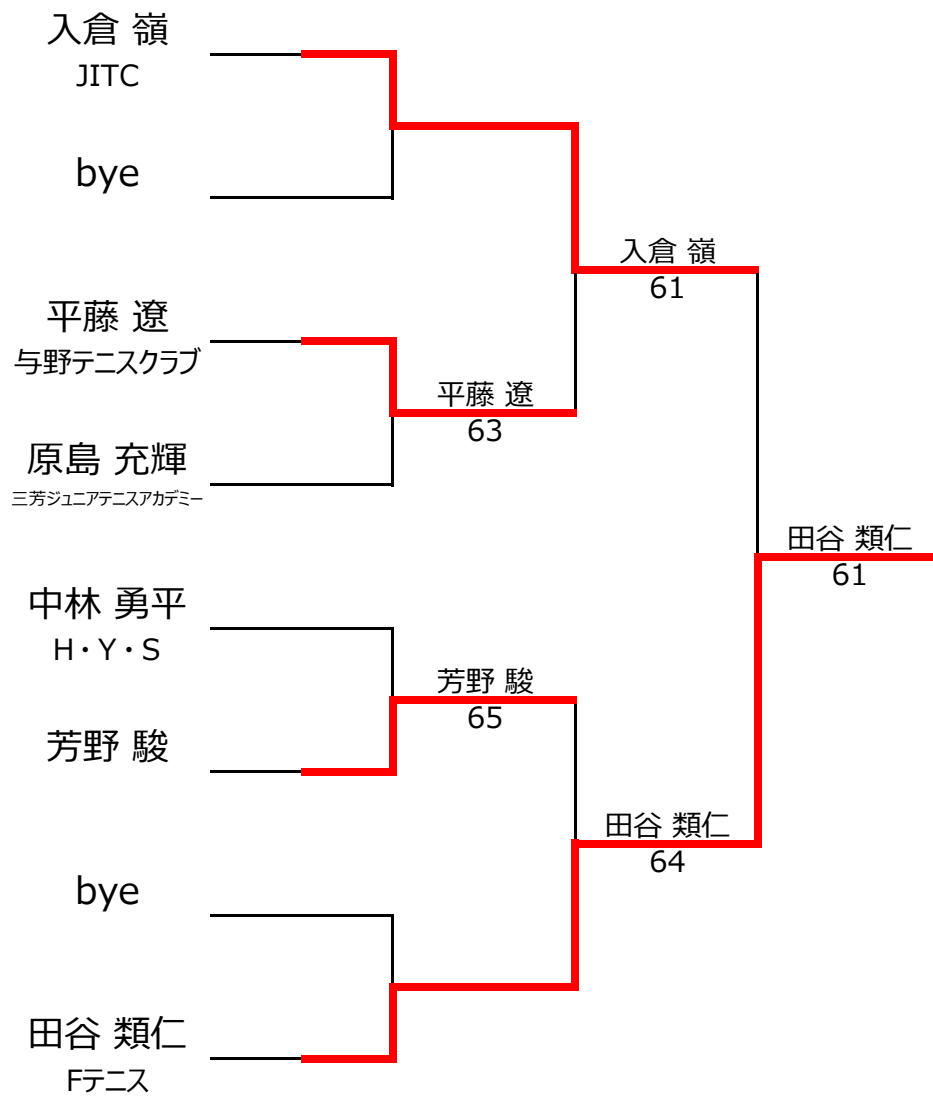 入倉 嶺
JITC
bye
平藤 遼
与野テニスクラブ
原島 充輝
三芳ジュニアテニスアカデミー
中林 勇平
H・Y・S
芳野 駿
bye
田谷 類仁
Fテニス
平藤 遼
63
芳野 駿
65
入倉 嶺
61
田谷 類仁
64
田谷 類仁
61